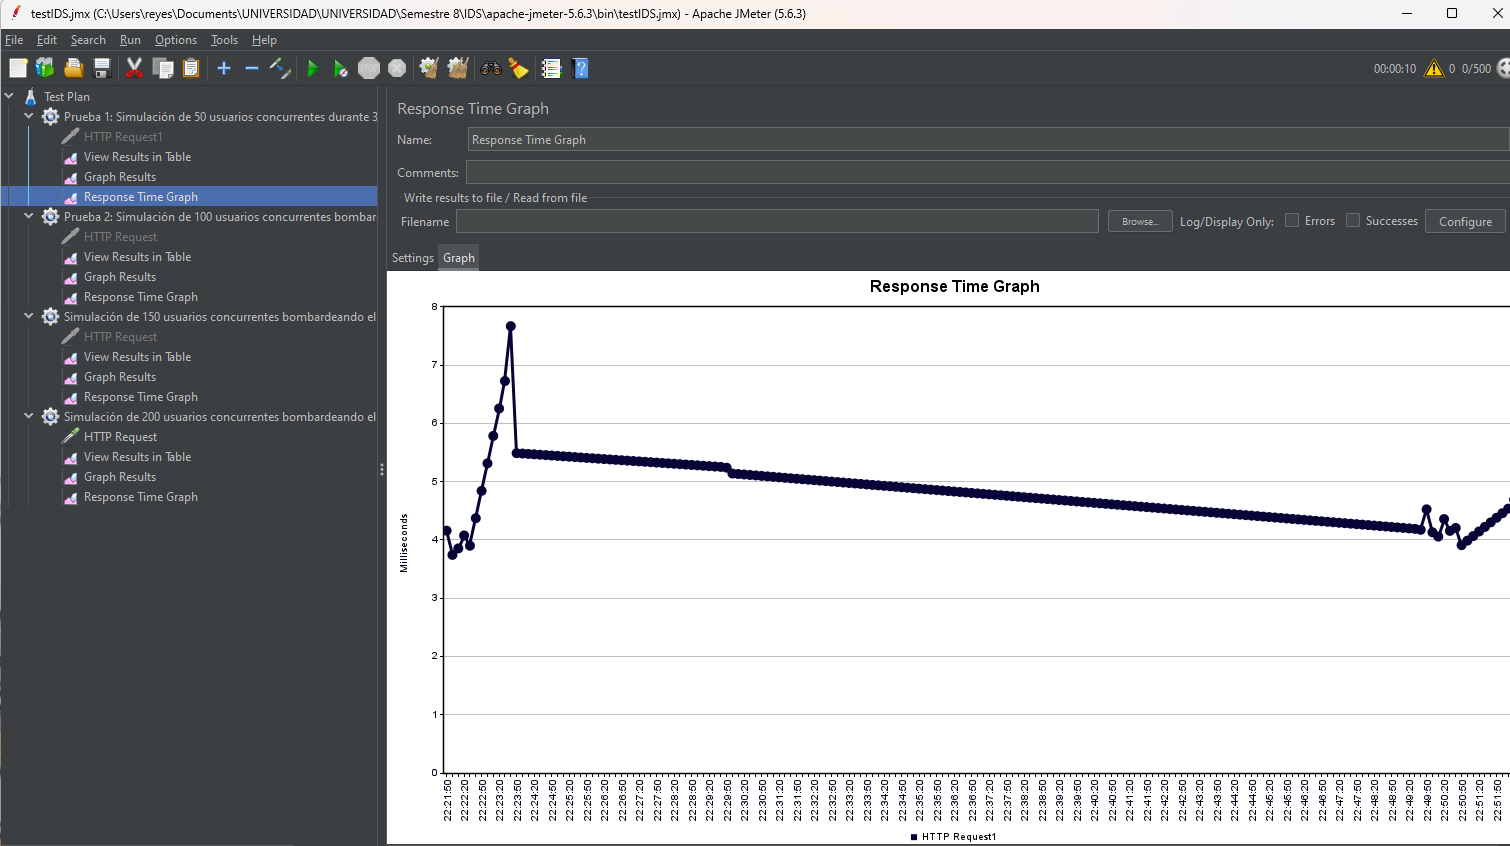 testIDS.jmx (C:\Users\reyes\Documents\UNIVERSIDAD\UNIVERSIDAD\Semestre 8\IDS\apache-jmeter-5.6.3\bin\testIDS.jmx) - Apache JMeter (5.6.3)
File Edit Search Run Options Tools Help
STOP 00:00:10 0 0/500
Test Plan
Prueba 1: Simulación de 50 usuarios concurrentes durante 3
HTTP Request1
View Results in Table
Graph Results
Response Time Graph
Prueba 2: Simulación de 100 usuarios concurrentes bombar
HTTP Request
View Results in Table
Graph Results
Response Time Graph
Simulación de 150 usuarios concurrentes bombardeando el
HTTP Request
View Results in Table
Graph Results
Response Time Graph
Simulación de 200 usuarios concurrentes bombardeando el
HTTP Request
View Results in Table
Graph Results
Response Time Graph
Response Time Graph
Name: Response Time Graph
Comments:
Write results to file / Read from file
Filename Browse... Log/Display Only: Errors Successes Configure
Settings Graph
Response Time Graph
8
7
6
5
4
3
2
1
0
Milliseconds
22:21:50 22:22:20 22:22:50 22:23:20 22:23:50 22:24:20 22:24:50 22:25:20 22:25:50 22:26:20 22:26:50 22:27:20 22:27:50 22:28:20 22:28:50 22:29:20 22:29:50 22:30:20 22:30:50 22:31:20 22:31:50 22:32:20 22:32:50 22:33:20 22:33:50 22:34:20 22:34:50 22:35:20 22:35:50 22:36:20 22:36:50 22:37:20 22:37:50 22:38:20 22:38:50 22:39:20 22:39:50 22:40:20 22:40:50 22:41:20 22:41:50 22:42:20 22:42:50 22:43:20 22:43:50 22:44:20 22:44:50 22:45:20 22:45:50 22:46:20 22:46:50 22:47:20 22:47:50 22:48:20 22:48:50 22:49:20 22:49:50 22:50:20 22:50:50 22:51:20 22:51:50
HTTP Request1